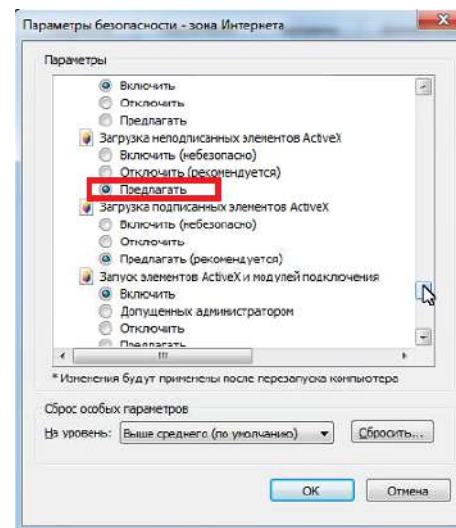 Параметры безопасности - зона Интернета
Параметры
Включить
Отключить
Предлагать
Загрузка неподписанных элементов ActiveX
Включить (небезопасно)
Отключить (рекомендуется)
Предлагать
Загрузка подписанных элементов ActiveX
Включить (небезопасно)
Отключить
Предлагать (рекомендуется)
Запуск элементов ActiveX и модулей подключения
Включить
Допущенных администратором
Отключить
Предлагать
* Изменения будут применены после перезапуска компьютера
Сброс особых параметров
На уровень: Выше среднего (по умолчанию) Сбросить...
ОК Отмена